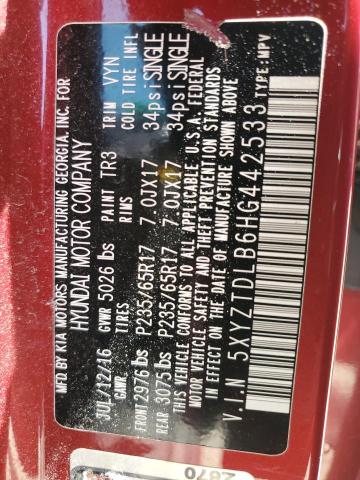 MFG BY KIA MOTORS MANUFACTURING GEORGIA, INC. FOR
HYUNDAI MOTOR COMPANY
JUL/12/16 GVWR 5026 lbs PAINT TR3 TRIM VYN
GAWR TIRES RIMS COLD TIRE INFL
FRONT 2976 lbs P235/65R17 7.0JX17 34psi SINGLE
REAR 3075 lbs P235/65R17 7.0JX17 34psi SINGLE
THIS VEHICLE CONFORMS TO ALL APPLICABLE U.S.A. FEDERAL
MOTOR VEHICLE SAFETY AND THEFT PREVENTION STANDARDS
IN EFFECT ON THE DATE OF MANUFACTURE SHOWN ABOVE
V.I.N 5XYZTDLB6HG442533 TYPE: MPV
2870